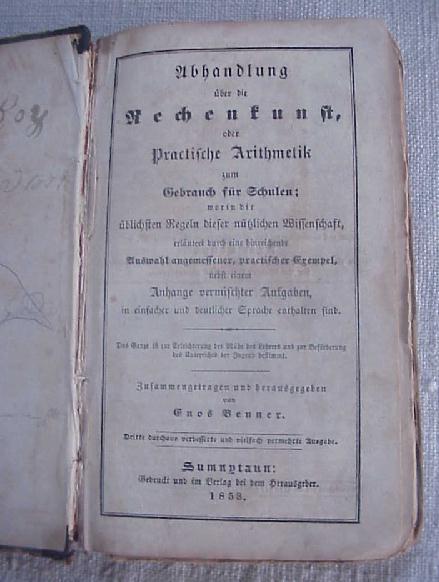 Roy
Abhandlung
über die
Rechenkunst,
oder
Practische Arithmetik
zum
Gebrauch für Schulen;
worin die
üblichsten Regeln dieser nützlichen Wissenschaft,
erläutert durch eine hinreichende
Auswahl angemessener, practischer Exempel,
nebst einem
Anhange vermischter Aufgaben,
in einfacher und deutlicher Sprache enthalten sind.
Das Ganze ist zur Erleichterung der Mühe des Lehrers und zur Beförderung
des Unterrichts der Jugend bestimmt.
Zusammengetragen und herausgegeben
von
Enos Benner.
Dritte durchaus verbesserte und vielfach vermehrte Ausgabe.
Sumnytaun:
Gedruckt und im Verlag bei dem Herausgeber.
1853.